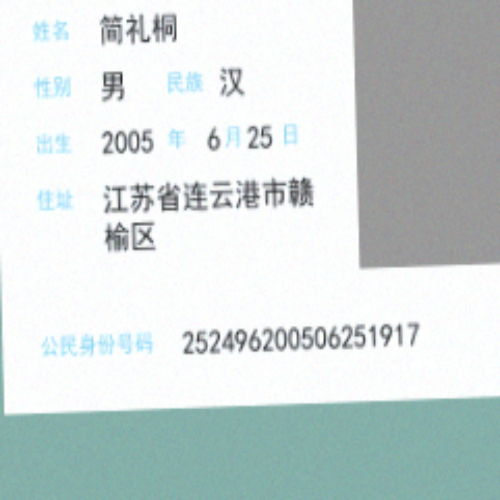 姓名 简礼桐
性别 男 民族 汉
出生 2005 年 6 月 25 日
住址 江苏省连云港市赣
榆区
公民身份号码 252496200506251917